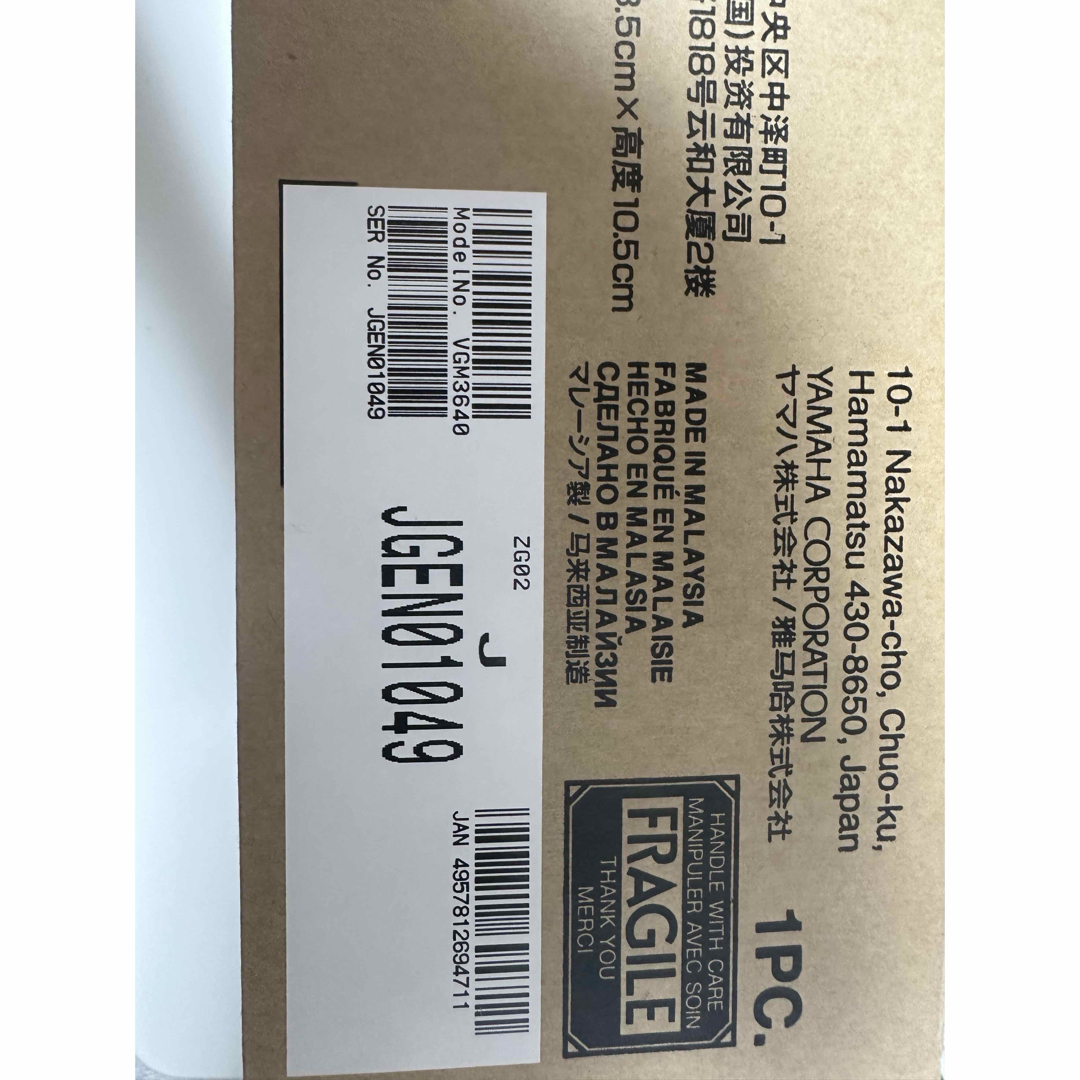 中央区中泽町10-1
国)投资有限公司
1818号云和大厦2楼
3.5cm×高度10.5cm
10-1 Nakazawa-cho, Chuo-ku,
Hamamatsu 430-8650, Japan
YAMAHA CORPORATION
ヤマハ株式会社/雅马哈株式会社
MADE IN MALAYSIA
FABRIQUÉ EN MALAISIE
HECHO EN MALASIA
СДЕЛАНО В МАЛАЙЗИИ
マレーシア製/马来西亚制造
1PC.
HANDLE WITH CARE
MANIPULER AVEC SOIN
FRAGILE
THANK YOU
MERCI
ModelNo. VGM3640
SER No. JGEN01049
ZG02
J
JGEN01049
JAN 4957812694711